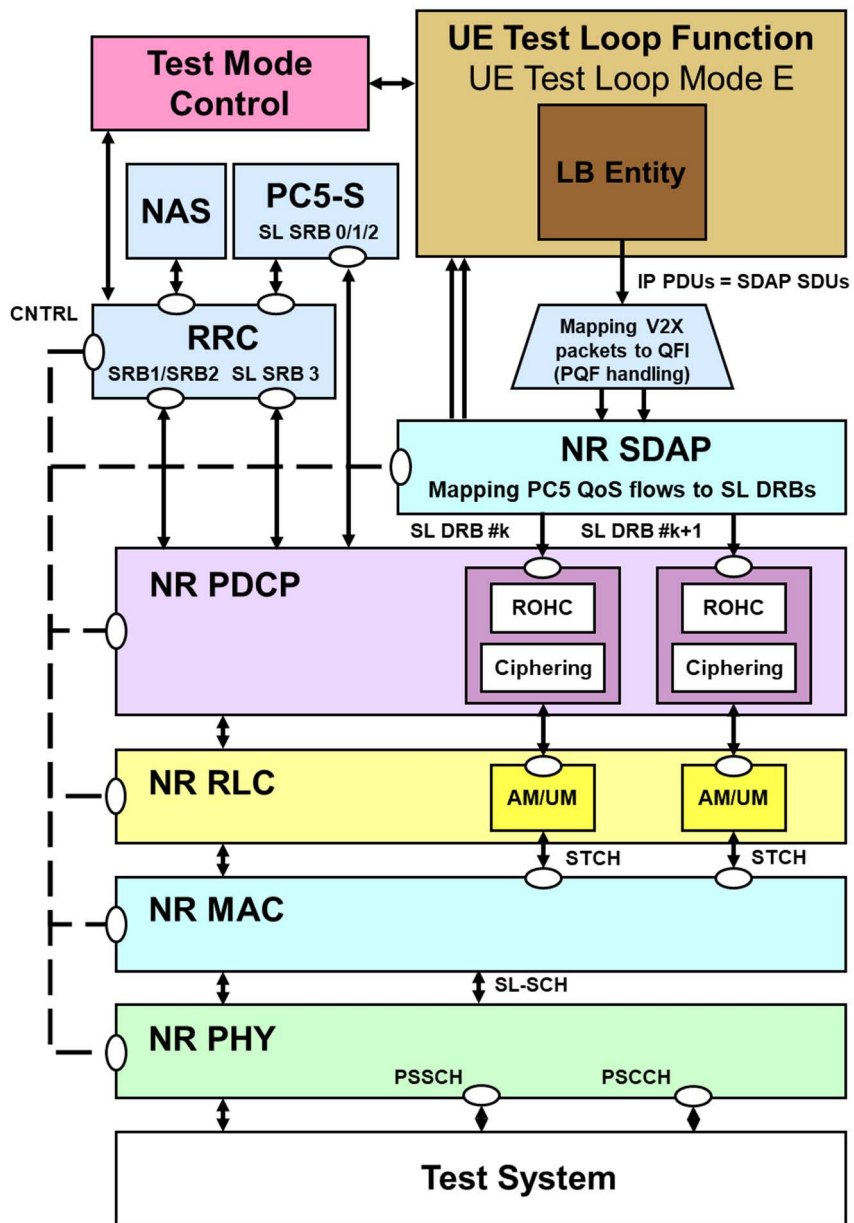 UE Test Loop Function
UE Test Loop Mode E
Test Mode
Control
LB Entity
NAS
PC5-S
SL SRB 0/1/2
IP PDUs = SDAP SDUs
CNTRL
RRC
SRB1/SRB2 SL SRB 3
Mapping V2X
packets to QFI
(PQF handling)
NR SDAP
Mapping PC5 QoS flows to SL DRBs
SL DRB #k
SL DRB #k+1
NR PDCP
ROHC
ROHC
Ciphering
Ciphering
NR RLC
AM/UM
AM/UM
STCH
STCH
NR MAC
SL-SCH
NR PHY
PSSCH
PSCCH
Test System